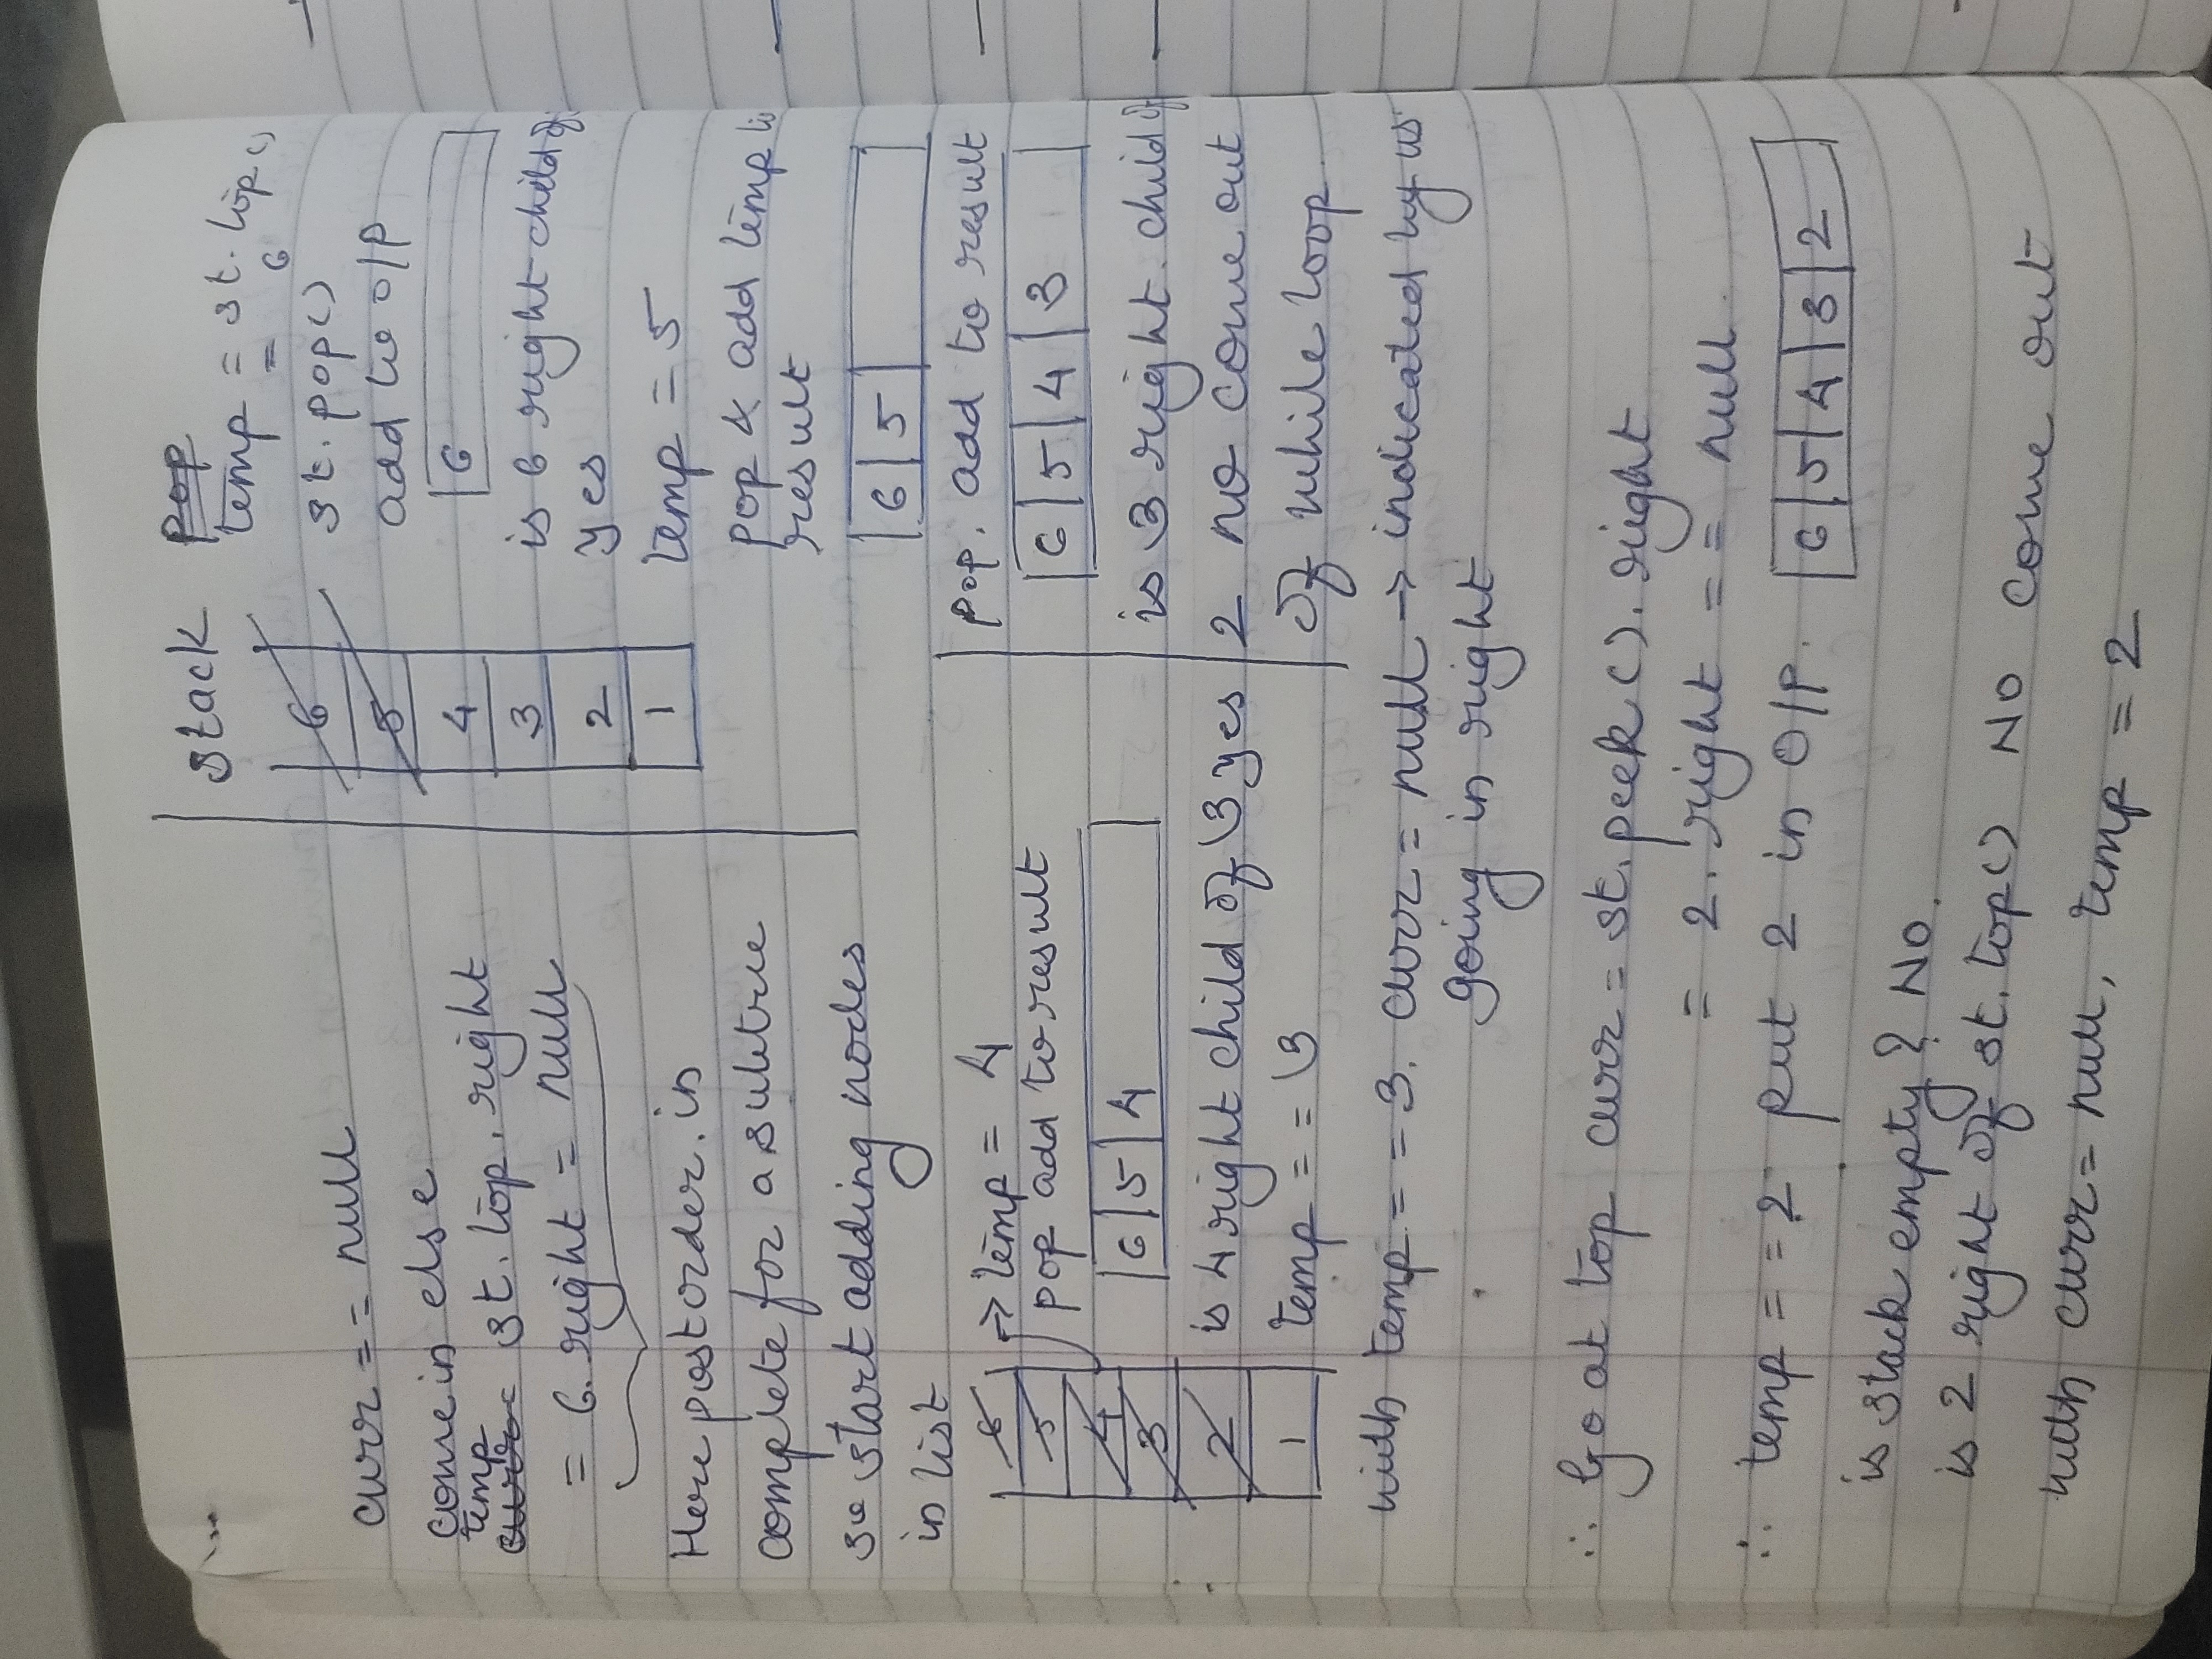 curr == null
come in else
temp
curr = st. top. right
= 6. right = null
Here postorder. is
complete for a subtree
so start adding nodes
in list
stack
6
5
4
3
2
1
pop
temp = st. top()
= 6
st. pop()
add to o/p
6
is 6 right child of
yes
temp = 5
pop & add temp to
result
6 5
6
5
4
3
2
1
→ temp = 4
pop add to result
6 5 4
is 4 right child of 3 yes
temp == 3
pop. add to result
6 5 4 3
is 3 right. child of
2 no come out
of while loop.
with temp == 3. curr = null → indicated by us
going in right
∴ Go at top curr = st. peek(). right
= 2. right == null.
∴ temp == 2 put 2 in O/P. 6 5 4 3 2
is stack empty? No.
is 2 right of st. top() No come out
with curr = null, temp = 2